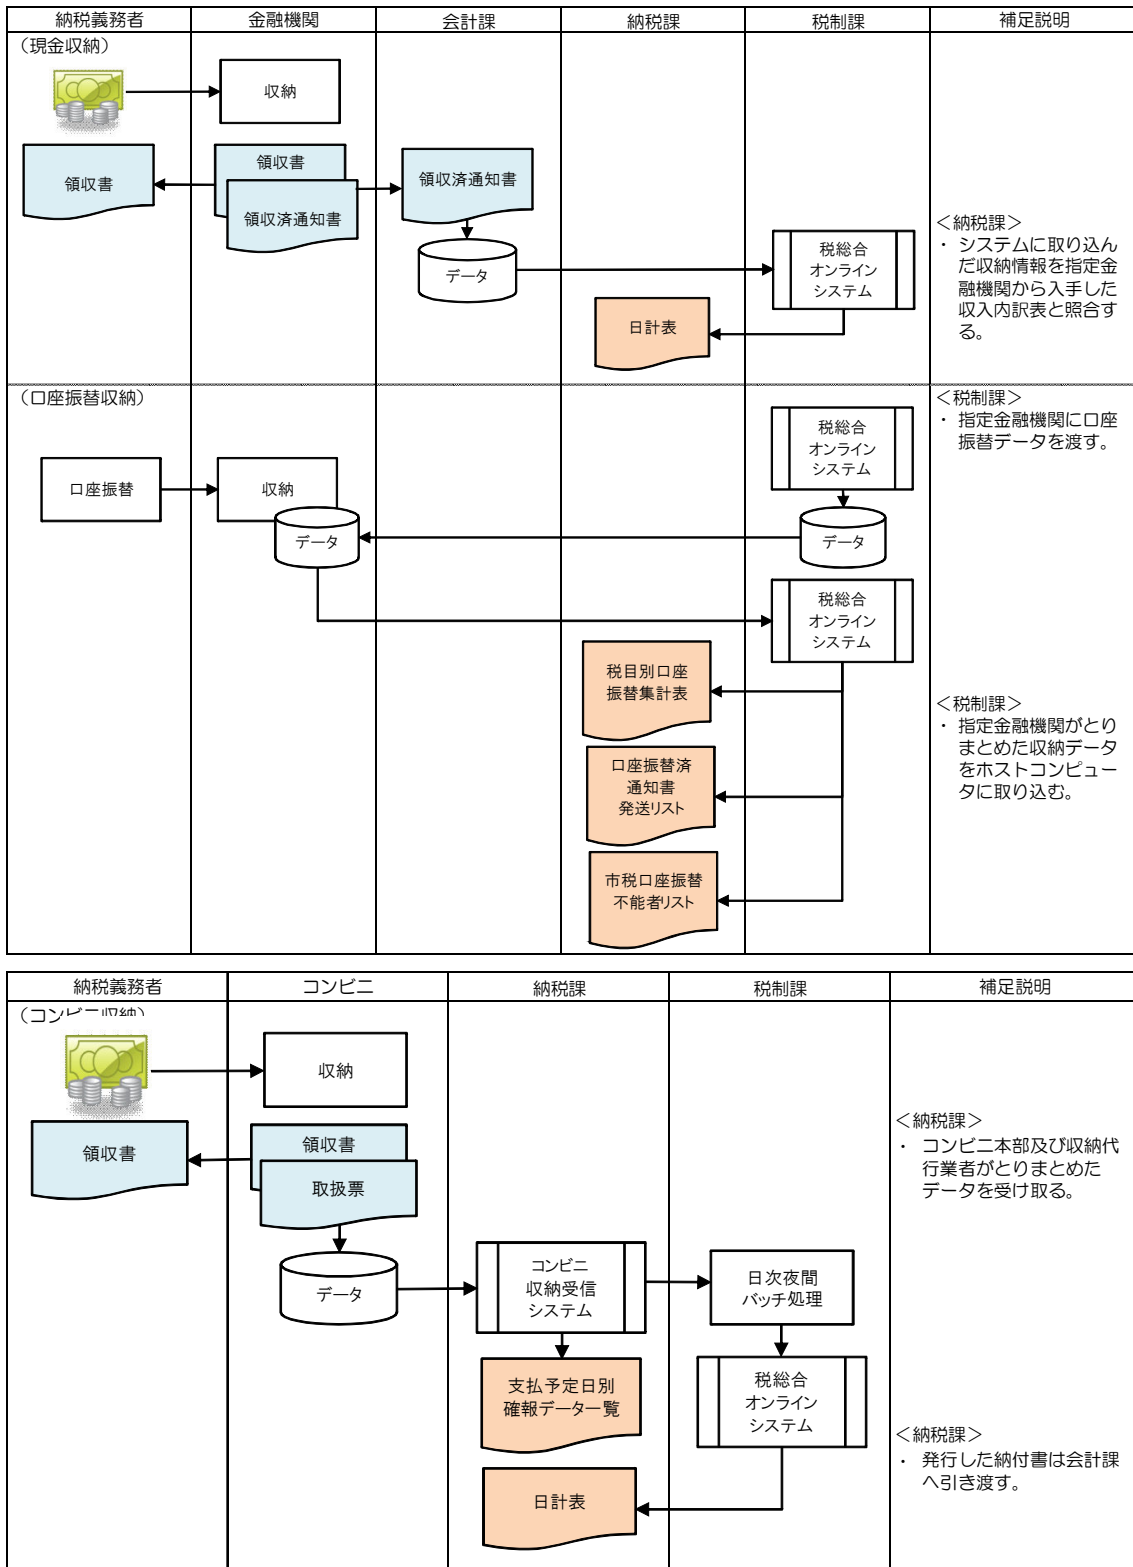 納税義務者
金融機関
会計課
納税課
税制課
補足説明
（現金収納）
収納
領収書
領収書
領収済通知書
領収済通知書
データ
税総合
オンライン
システム
日計表
＜納税課＞
・ システムに取り込ん
だ収納情報を指定金
融機関から入手した
収入内訳表と照合す
る。
（口座振替収納）
口座振替
収納
データ
税総合
オンライン
システム
データ
税総合
オンライン
システム
税目別口座
振替集計表
口座振替済
通知書
発送リスト
市税口座振替
不能者リスト
＜税制課＞
・ 指定金融機関に口座
振替データを渡す。
＜税制課＞
・ 指定金融機関がとり
まとめた収納データ
をホストコンピュー
タに取り込む。
納税義務者
コンビニ
納税課
税制課
補足説明
（コンビニ収納）
収納
領収書
領収書
取扱票
データ
コンビニ
収納受信
システム
日次夜間
バッチ処理
支払予定日別
確報データ一覧
税総合
オンライン
システム
日計表
＜納税課＞
・ コンビニ本部及び収納代
行業者がとりまとめた
データを受け取る。
＜納税課＞
・ 発行した納付書は会計課
へ引き渡す。